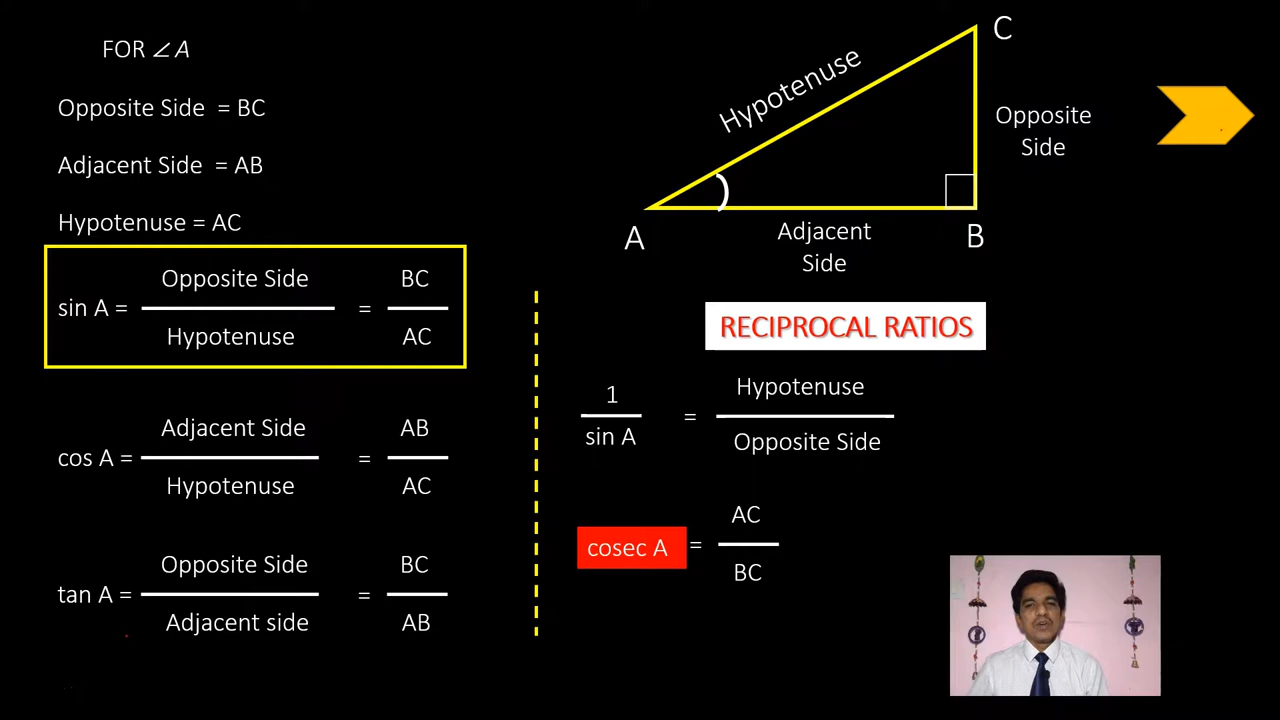 FOR ∠A
Opposite Side = BC
Adjacent Side = AB
Hypotenuse = AC
sin A = Opposite Side / Hypotenuse = BC / AC
cos A = Adjacent Side / Hypotenuse = AB / AC
tan A = Opposite Side / Adjacent side = BC / AB
C
Hypotenuse
Opposite
Side
A
Adjacent
Side
B
RECIPROCAL RATIOS
1 / sin A = Hypotenuse / Opposite Side
cosec A = AC / BC